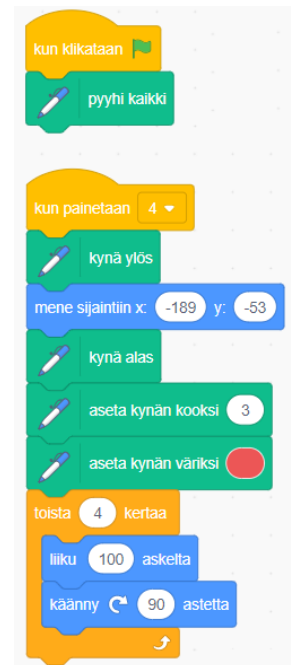 kun klikataan
pyyhi kaikki
kun painetaan 4
kynä ylös
mene sijaintiin x: -189 y: -53
kynä alas
aseta kynän kooksi 3
aseta kynän väriksi
toista 4 kertaa
liiku 100 askelta
käänny 90 astetta